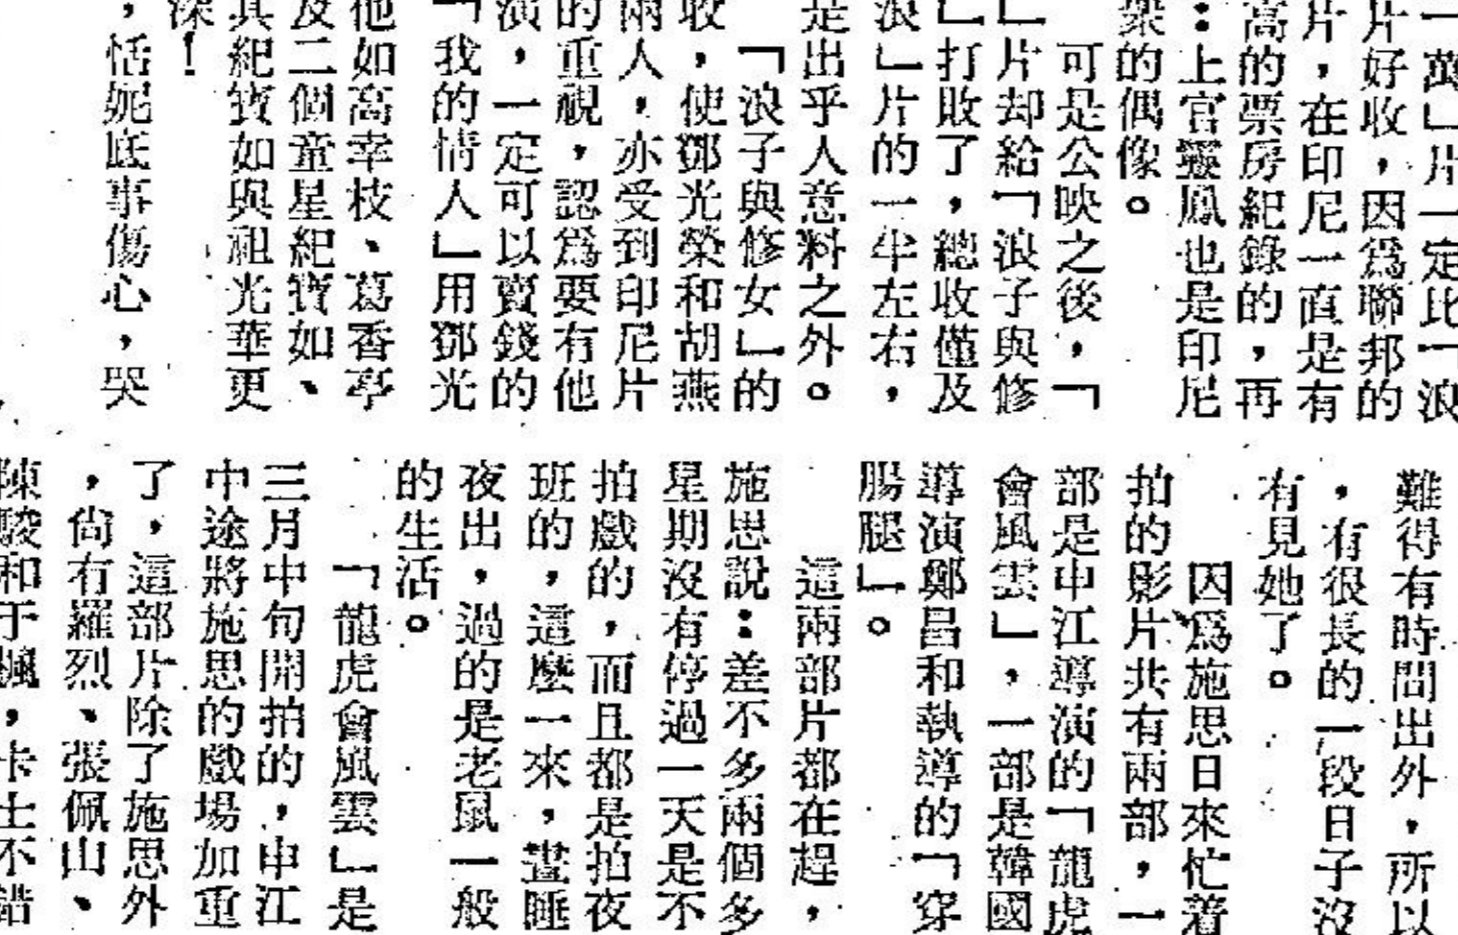 一萬」片一定比「浪
片好收，因爲聯邦的
片，在印尼一直是有
高的票房紀錄的，再
：上官靈鳳也是印尼
衆的偶像。
可是公映之後，「
」片却給「浪子與修
」打敗了，總收僅及
浪」片的一半左右，
是出乎人意料之外。
「浪子與修女」的
收，使鄧光榮和胡燕
兩人，亦受到印尼片
的重視，認爲要有他
演，一定可以賣錢的
「我的情人」用鄧光
他如高幸枝、葛香亭
及二個童星紀寶如、
其紀寶如與祖光華更
深！
，恬妮底事傷心，哭
難得有時間出外，所以
，有很長的一段日子沒
有見她了。
因爲施思日來忙着
拍的影片共有兩部，一
部是申江導演的「龍虎
會風雲」，一部是韓國
導演鄭昌和執導的「穿
腸腿」。
這兩部片都在趕，
施思說：差不多兩個多
星期沒有停過一天是不
拍戲的，而且都是拍夜
班的，這麽一來，晝睡
夜出，過的是老鼠一般
的生活。
「龍虎會風雲」是
三月中旬開拍的，申江
中途將施思的戲場加重
了，這部片除了施思外
，尙有羅烈、張佩山、
陳駿和于楓，卡士不錯